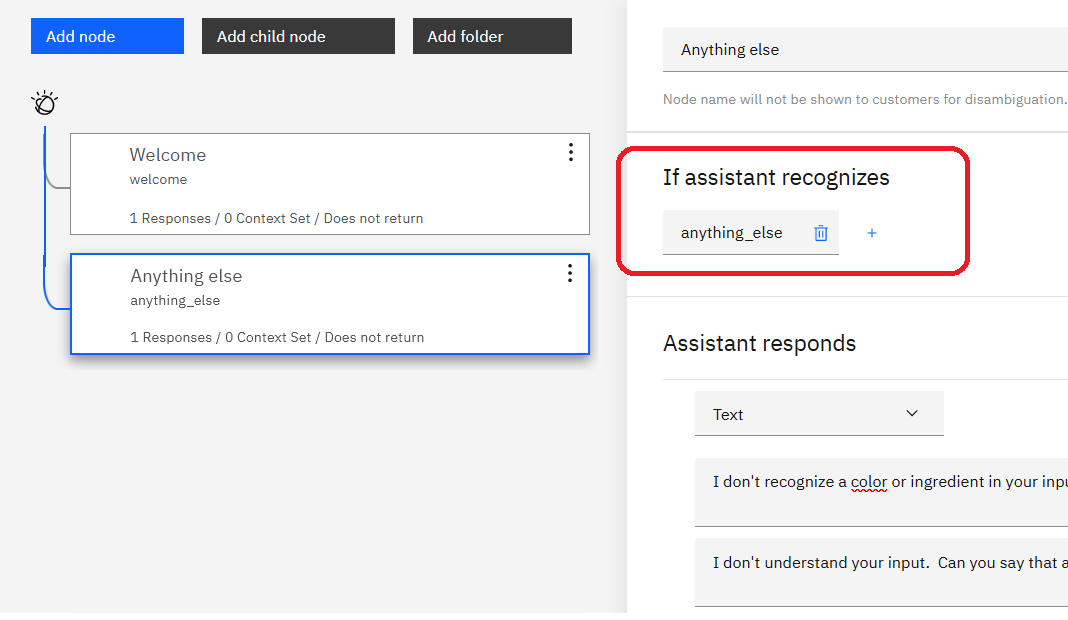 Add node
Add child node
Add folder
Welcome
welcome
1 Responses / 0 Context Set / Does not return
Anything else
anything_else
1 Responses / 0 Context Set / Does not return
Anything else
Node name will not be shown to customers for disambiguation.
If assistant recognizes
anything_else
+
Assistant responds
Text
I don't recognize a color or ingredient in your
I don't understand your input. Can you say that